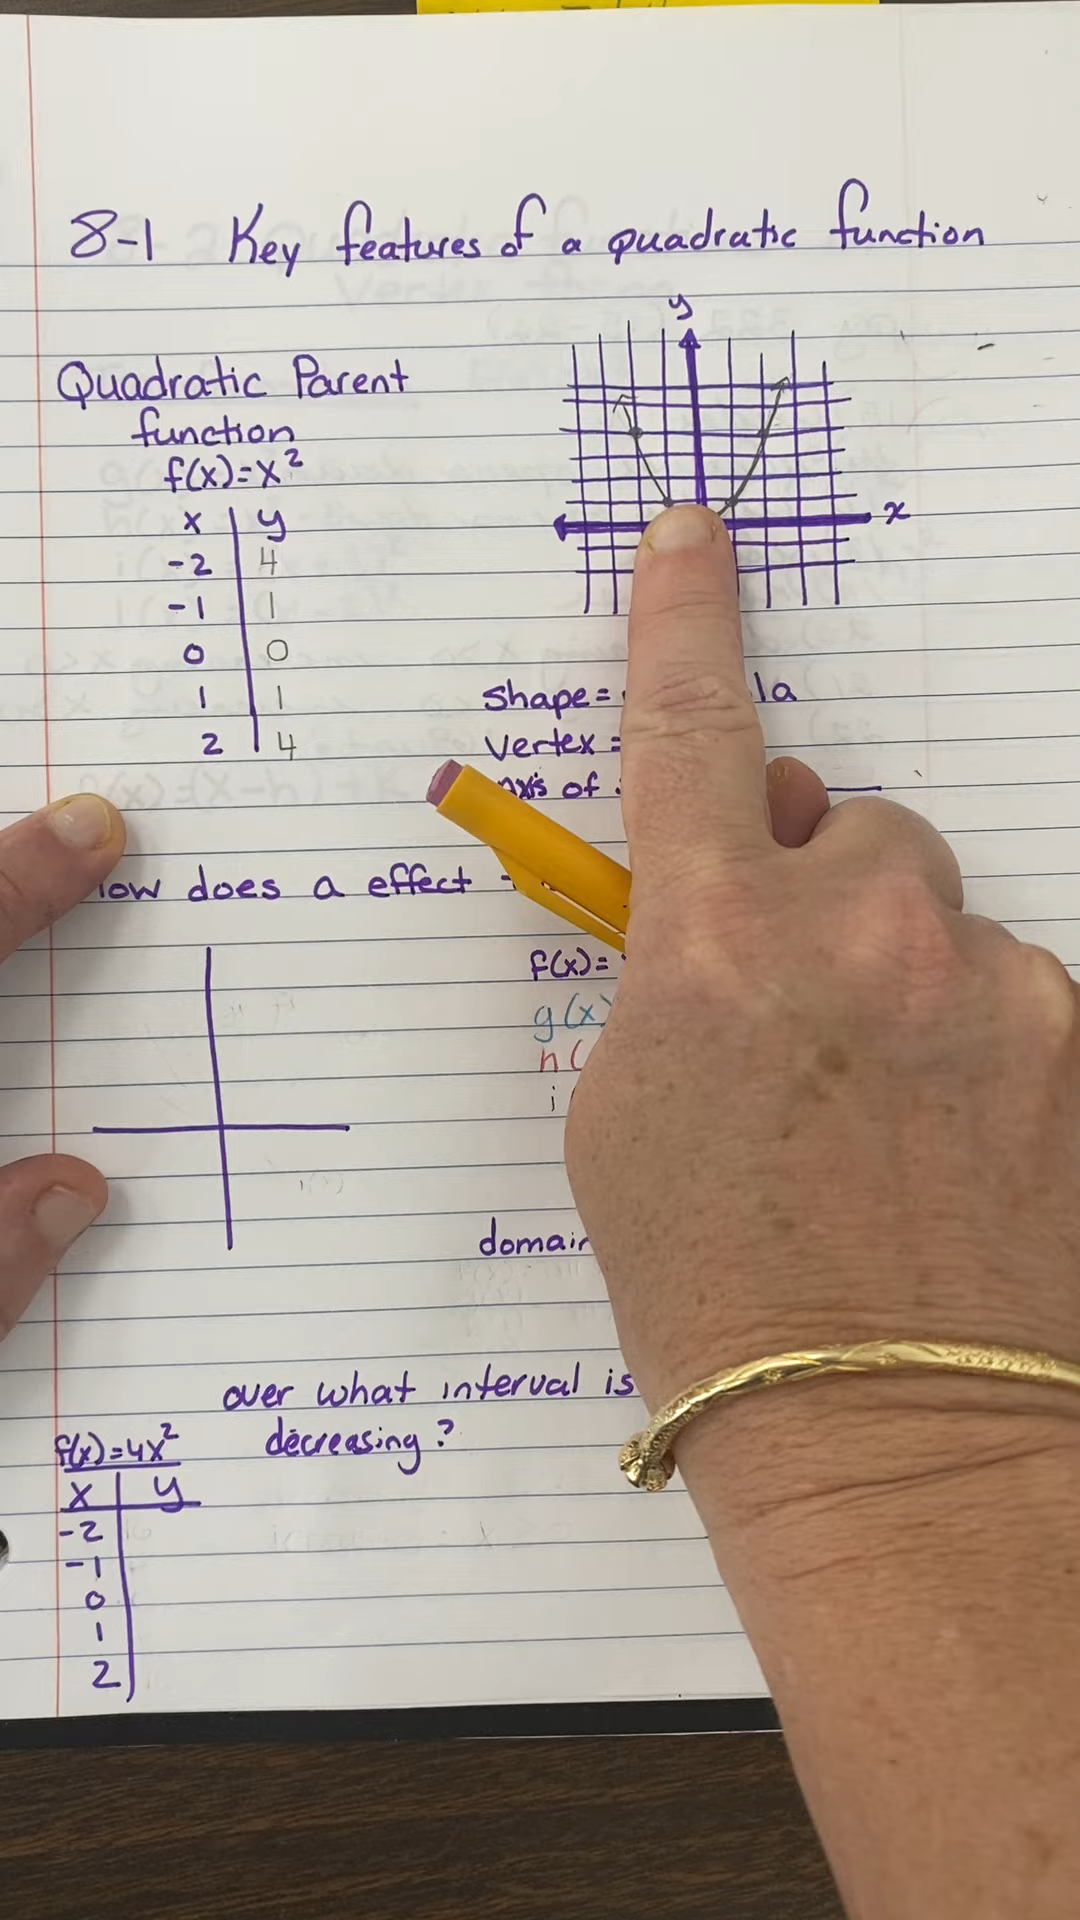 8-1 Key features of a quadratic function
Quadratic Parent
function
f(x)=x²
x y
-2 4
-1 1
0 0
1 1
2 4
y
x
shape= la
vertex =
axis of
How does a effect
f(x)=
g(x)
h(
i
domain
over what interval is
decreasing?
f(x)=4x²
x y
-2
-1
0
1
2